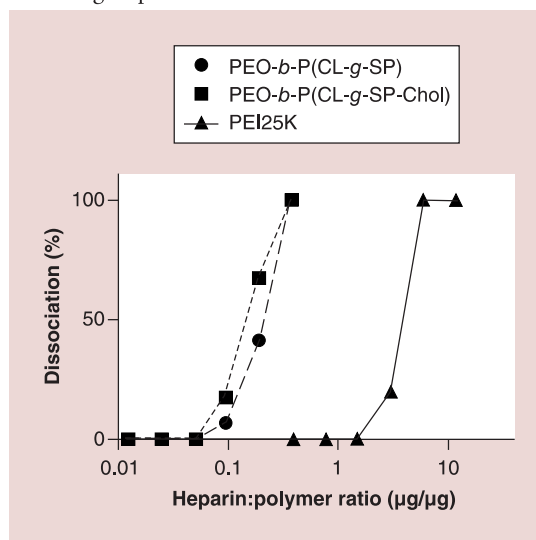 PEO-b-P(CL-g-SP)
PEO-b-P(CL-g-SP-Chol)
PEI25K
100
50
0
Dissociation (%)
0.01 0.1 1 10
Heparin:polymer ratio (µg/µg)